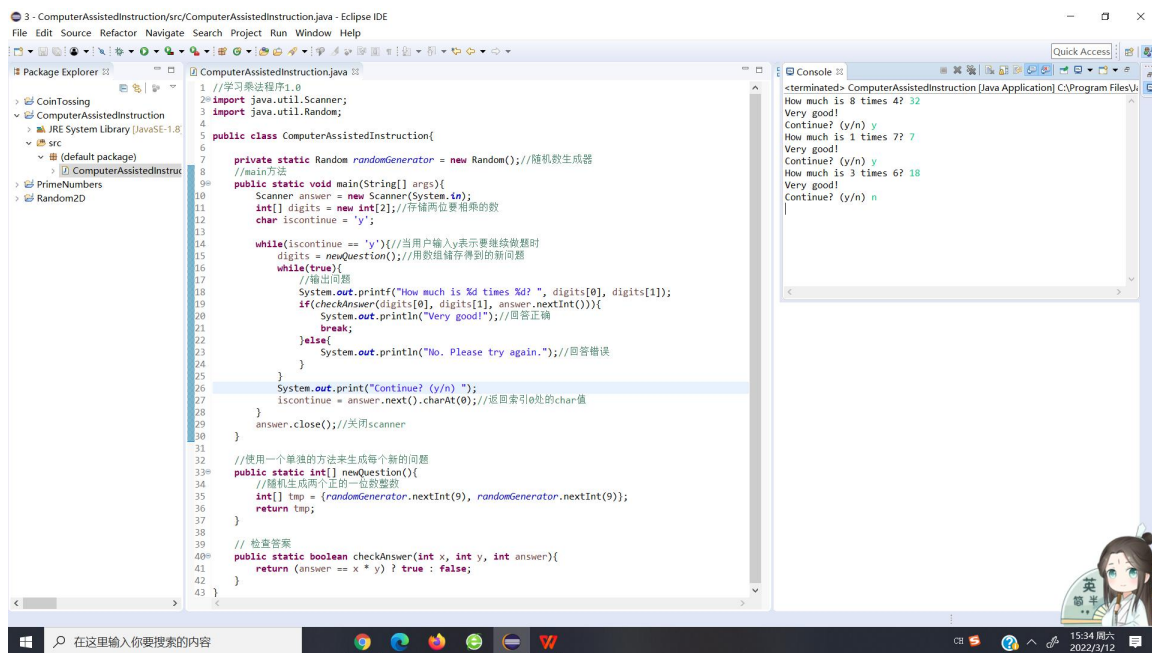 3 - ComputerAssistedInstruction/src/ComputerAssistedInstruction.java - Eclipse IDE
File Edit Source Refactor Navigate Search Project Run Window Help
Quick Access
Package Explorer
CoinTossing
ComputerAssistedInstruction
JRE System Library [JavaSE-1.8]
src
(default package)
ComputerAssistedInstruc
PrimeNumbers
Random2D
ComputerAssistedInstruction.java
1 //学习乘法程序1.0
2 import java.util.Scanner;
3 import java.util.Random;
4
5 public class ComputerAssistedInstruction{
6
7     private static Random randomGenerator = new Random();//随机数生成器
8     //main方法
9     public static void main(String[] args){
10         Scanner answer = new Scanner(System.in);
11         int[] digits = new int[2];//存储两位要相乘的数
12         char iscontinue = 'y';
13
14         while(iscontinue == 'y'){//当用户输入y表示要继续做题时
15             digits = newQuestion();//用数组储存得到的新问题
16             while(true){
17                 //输出问题
18                 System.out.printf("How much is %d times %d? ", digits[0], digits[1]);
19                 if(checkAnswer(digits[0], digits[1], answer.nextInt())){
20                     System.out.println("Very good!");//回答正确
21                     break;
22                 }else{
23                     System.out.println("No. Please try again.");//回答错误
24                 }
25             }
26             System.out.print("Continue? (y/n) ");
27             iscontinue = answer.next().charAt(0);//返回索引0处的char值
28         }
29         answer.close();//关闭scanner
30     }
31
32     //使用一个单独的方法来生成每个新的问题
33     public static int[] newQuestion(){
34         //随机生成两个正的一位数整数
35         int[] tmp = {randomGenerator.nextInt(9), randomGenerator.nextInt(9)};
36         return tmp;
37     }
38
39     // 检查答案
40     public static boolean checkAnswer(int x, int y, int answer){
41         return (answer == x * y) ? true : false;
42     }
43 }
Console
<terminated> ComputerAssistedInstruction [Java Application] C:\Program Files\J
How much is 8 times 4? 32
Very good!
Continue? (y/n) y
How much is 1 times 7? 7
Very good!
Continue? (y/n) y
How much is 3 times 6? 18
Very good!
Continue? (y/n) n
英
简 半
在这里输入你要搜索的内容
CH
15:34 周六
2022/3/12